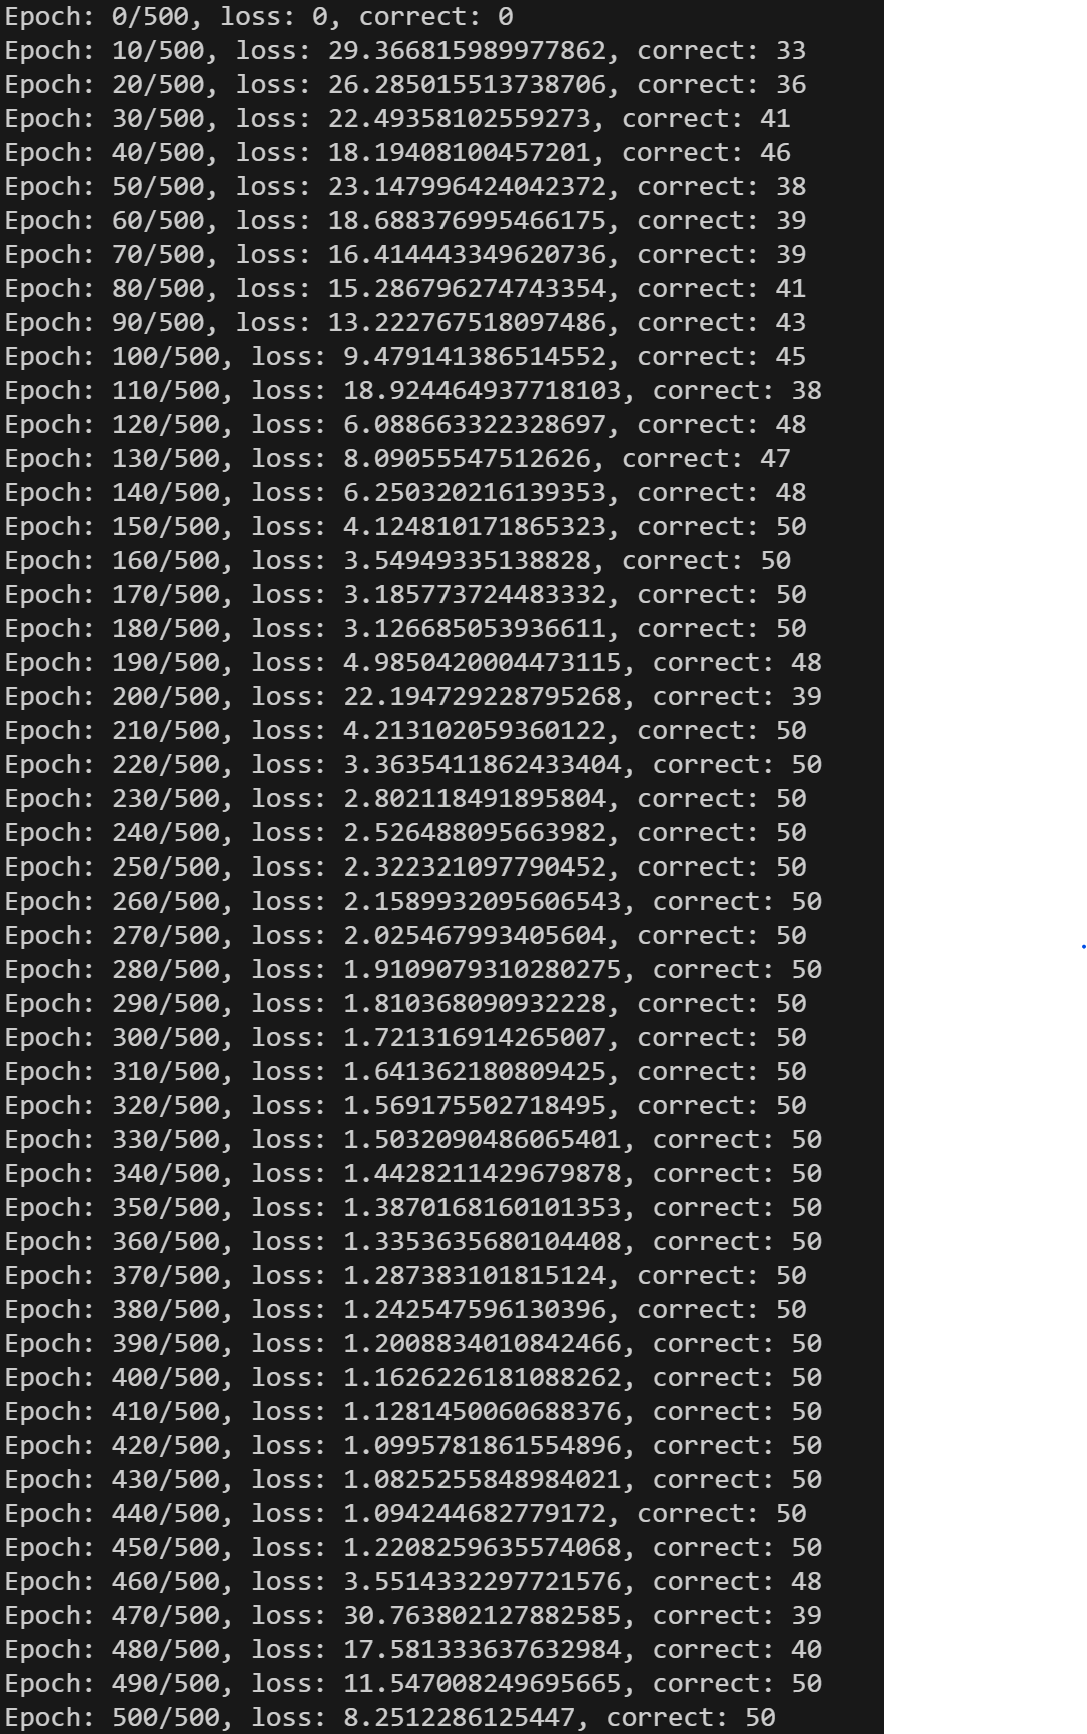 Epoch: 0/500, loss: 0, correct: 0
Epoch: 10/500, loss: 29.366815989977862, correct: 33
Epoch: 20/500, loss: 26.285015513738706, correct: 36
Epoch: 30/500, loss: 22.49358102559273, correct: 41
Epoch: 40/500, loss: 18.19408100457201, correct: 46
Epoch: 50/500, loss: 23.147996424042372, correct: 38
Epoch: 60/500, loss: 18.688376995466175, correct: 39
Epoch: 70/500, loss: 16.414443349620736, correct: 39
Epoch: 80/500, loss: 15.286796274743354, correct: 41
Epoch: 90/500, loss: 13.222767518097486, correct: 43
Epoch: 100/500, loss: 9.479141386514552, correct: 45
Epoch: 110/500, loss: 18.924464937718103, correct: 38
Epoch: 120/500, loss: 6.088663322328697, correct: 48
Epoch: 130/500, loss: 8.09055547512626, correct: 47
Epoch: 140/500, loss: 6.250320216139353, correct: 48
Epoch: 150/500, loss: 4.124810171865323, correct: 50
Epoch: 160/500, loss: 3.54949335138828, correct: 50
Epoch: 170/500, loss: 3.185773724483332, correct: 50
Epoch: 180/500, loss: 3.126685053936611, correct: 50
Epoch: 190/500, loss: 4.9850420004473115, correct: 48
Epoch: 200/500, loss: 22.194729228795268, correct: 39
Epoch: 210/500, loss: 4.213102059360122, correct: 50
Epoch: 220/500, loss: 3.3635411862433404, correct: 50
Epoch: 230/500, loss: 2.802118491895804, correct: 50
Epoch: 240/500, loss: 2.526488095663982, correct: 50
Epoch: 250/500, loss: 2.322321097790452, correct: 50
Epoch: 260/500, loss: 2.1589932095606543, correct: 50
Epoch: 270/500, loss: 2.025467993405604, correct: 50
Epoch: 280/500, loss: 1.9109079310280275, correct: 50
Epoch: 290/500, loss: 1.810368090932228, correct: 50
Epoch: 300/500, loss: 1.721316914265007, correct: 50
Epoch: 310/500, loss: 1.641362180809425, correct: 50
Epoch: 320/500, loss: 1.569175502718495, correct: 50
Epoch: 330/500, loss: 1.5032090486065401, correct: 50
Epoch: 340/500, loss: 1.4428211429679878, correct: 50
Epoch: 350/500, loss: 1.3870168160101353, correct: 50
Epoch: 360/500, loss: 1.3353635680104408, correct: 50
Epoch: 370/500, loss: 1.287383101815124, correct: 50
Epoch: 380/500, loss: 1.242547596130396, correct: 50
Epoch: 390/500, loss: 1.2008834010842466, correct: 50
Epoch: 400/500, loss: 1.1626226181088262, correct: 50
Epoch: 410/500, loss: 1.1281450060688376, correct: 50
Epoch: 420/500, loss: 1.0995781861554896, correct: 50
Epoch: 430/500, loss: 1.0825255848984021, correct: 50
Epoch: 440/500, loss: 1.094244682779172, correct: 50
Epoch: 450/500, loss: 1.2208259635574068, correct: 50
Epoch: 460/500, loss: 3.5514332297721576, correct: 48
Epoch: 470/500, loss: 30.763802127882585, correct: 39
Epoch: 480/500, loss: 17.581333637632984, correct: 40
Epoch: 490/500, loss: 11.547008249695665, correct: 50
Epoch: 500/500, loss: 8.2512286125447, correct: 50